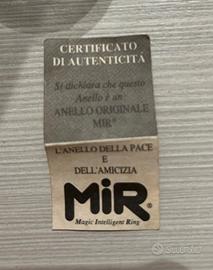 CERTIFICATO
DI AUTENTICITÀ
Si dichiara che questo
Anello è un
ANELLO ORIGINALE
MIR®
L'ANELLO DELLA PACE
E
DELL'AMICIZIA
MiR®
Magic Intelligent Ring
subito